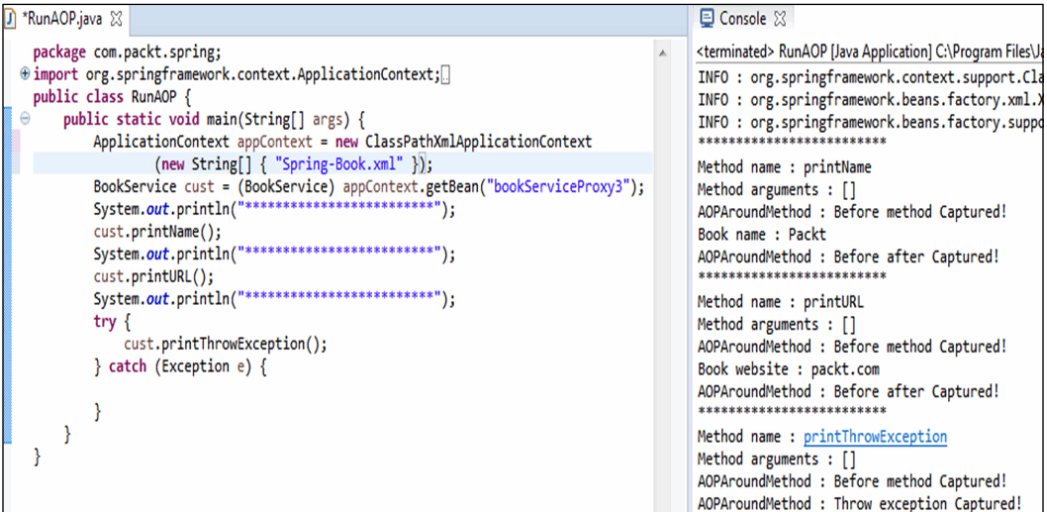 *RunAOP.java
package com.packt.spring;
import org.springframework.context.ApplicationContext;
public class RunAOP {
public static void main(String[] args) {
ApplicationContext appContext = new ClassPathXmlApplicationContext
(new String[] { "Spring-Book.xml" });
BookService cust = (BookService) appContext.getBean("bookServiceProxy3");
System.out.println("*************************");
cust.printName();
System.out.println("*************************");
cust.printURL();
System.out.println("*************************");
try {
cust.printThrowException();
} catch (Exception e) {
}
}
}
Console
<terminated> RunAOP [Java Application] C:\Program Files\Ja
INFO : org.springframework.context.support.Cla
INFO : org.springframework.beans.factory.xml.X
INFO : org.springframework.beans.factory.suppo
*************************
Method name : printName
Method arguments : []
AOPAroundMethod : Before method Captured!
Book name : Packt
AOPAroundMethod : Before after Captured!
*************************
Method name : printURL
Method arguments : []
AOPAroundMethod : Before method Captured!
Book website : packt.com
AOPAroundMethod : Before after Captured!
*************************
Method name : printThrowException
Method arguments : []
AOPAroundMethod : Before method Captured!
AOPAroundMethod : Throw exception Captured!